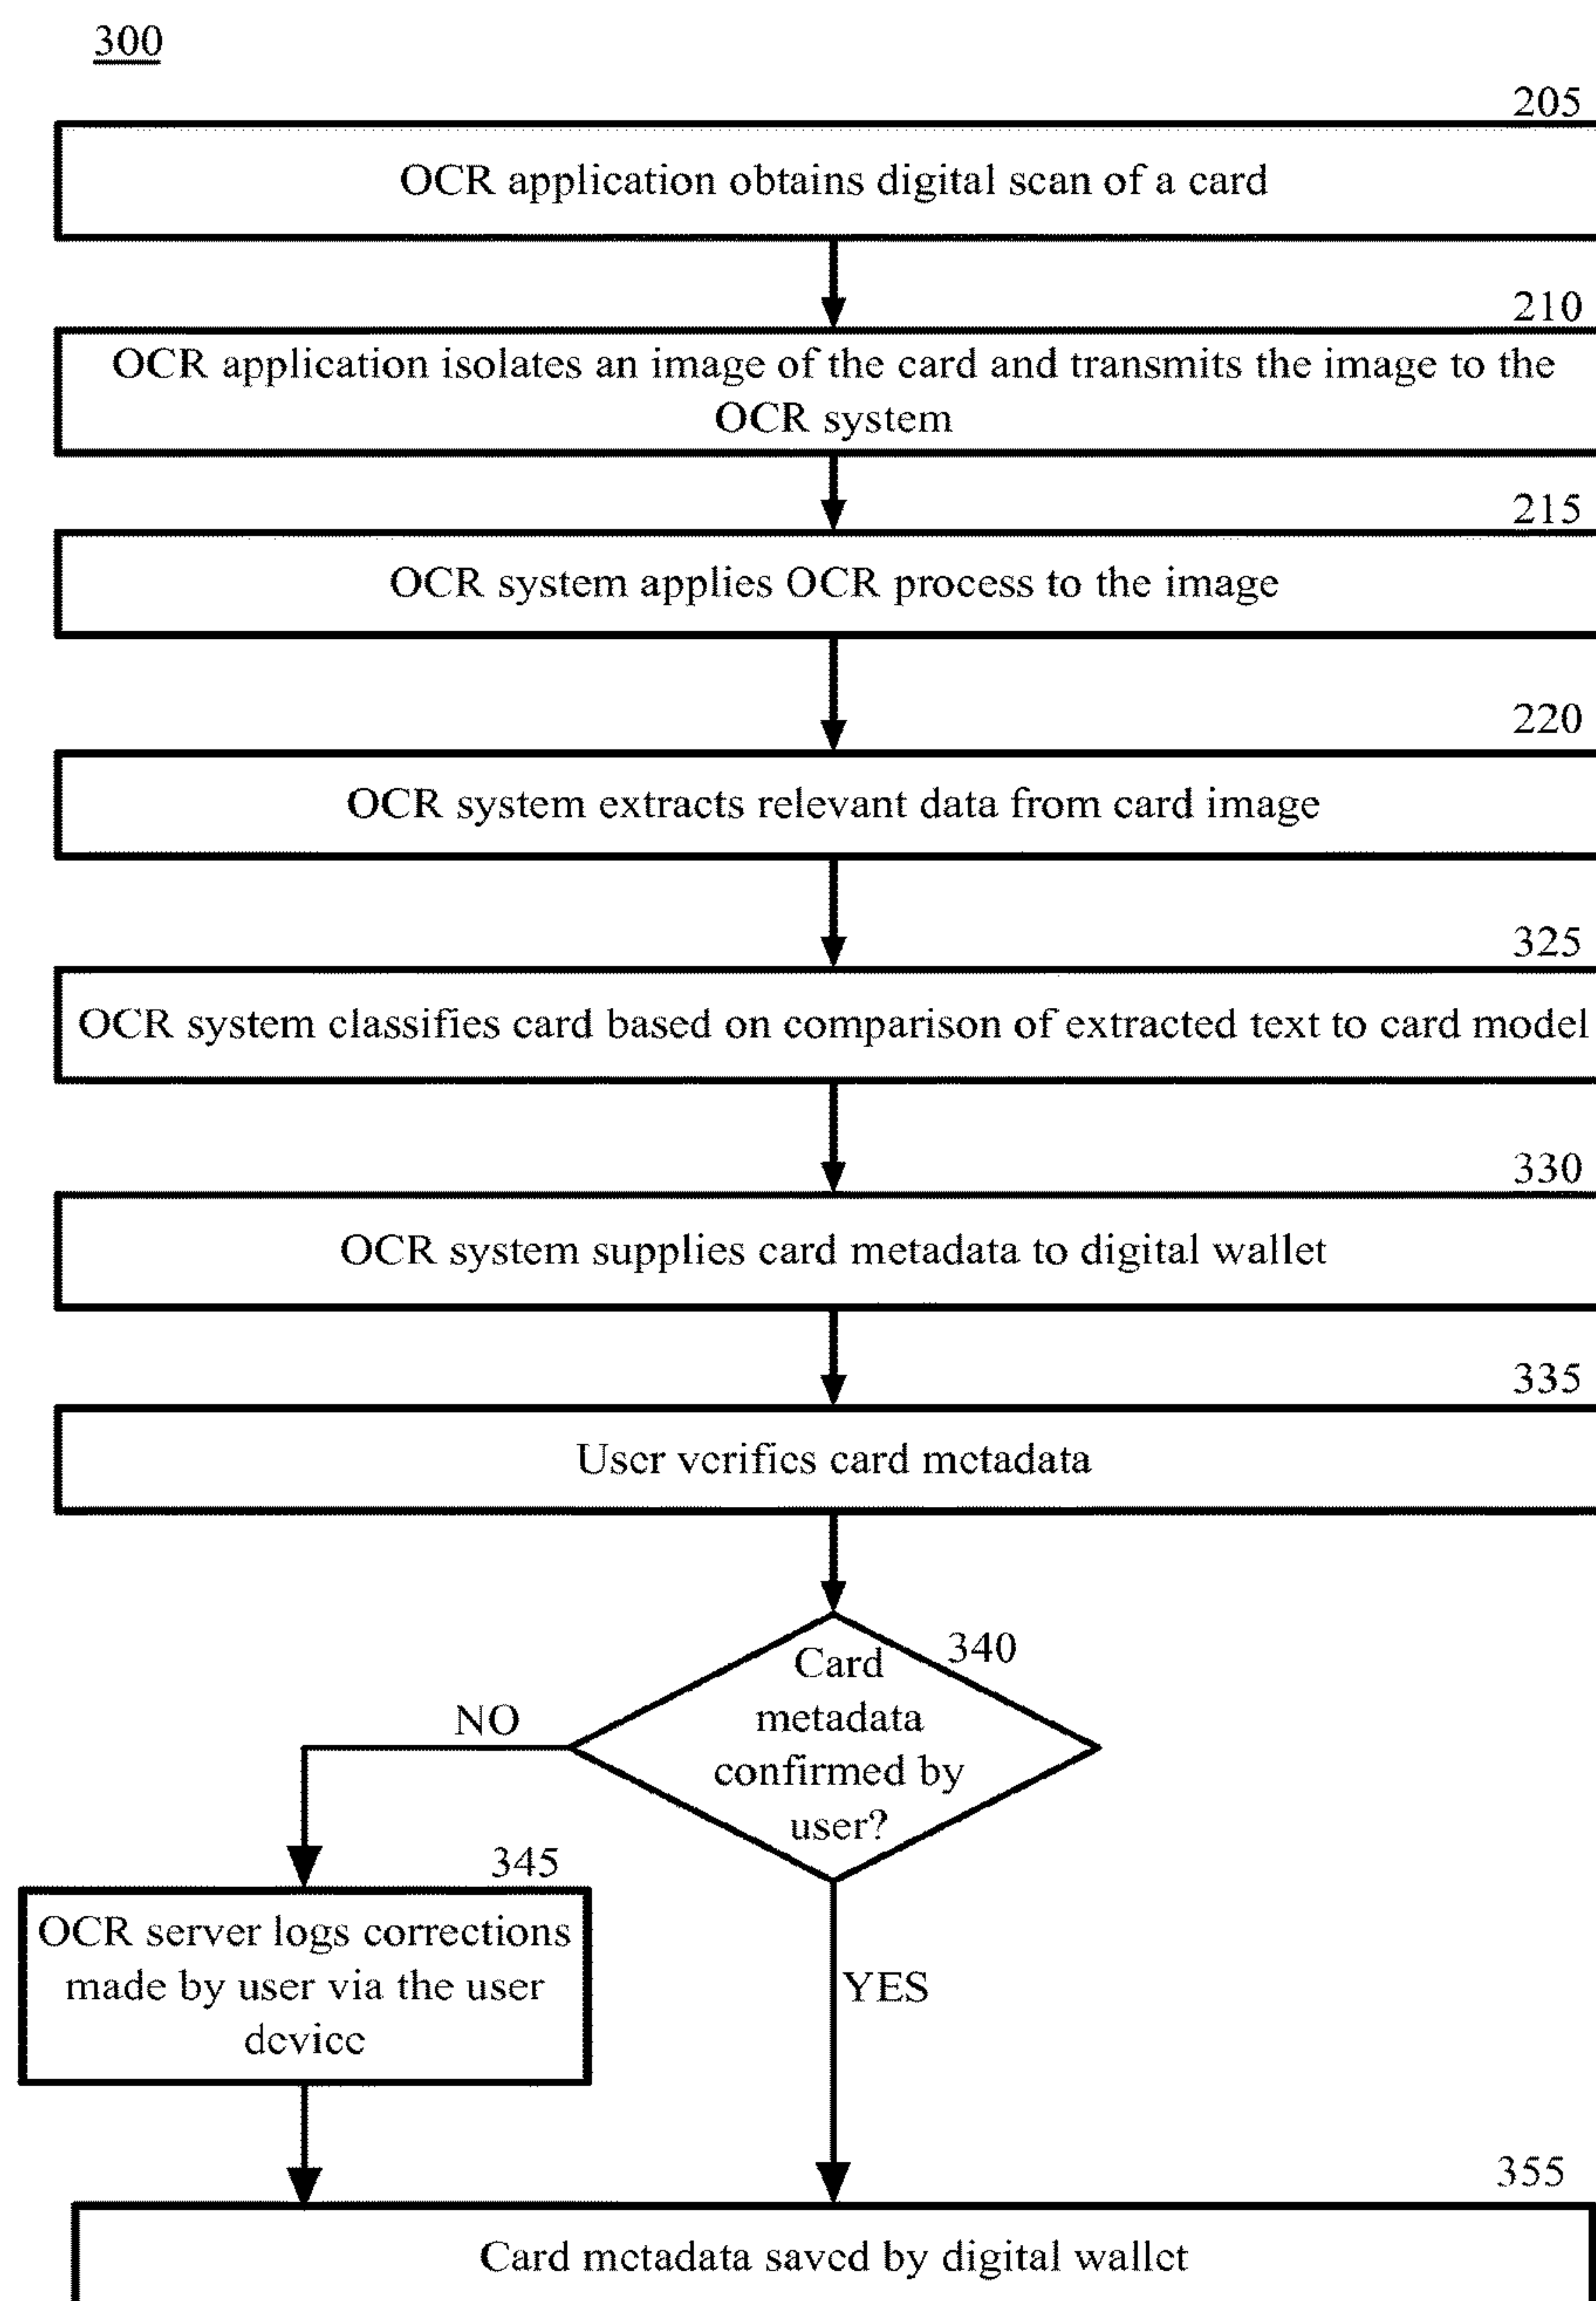 300
205
OCR application obtains digital scan of a card
210
OCR application isolates an image of the card and transmits the image to the
OCR system
215
OCR system applies OCR process to the image
220
OCR system extracts relevant data from card image
325
OCR system classifies card based on comparison of extracted text to card model
330
OCR system supplies card metadata to digital wallet
335
User verifies card metadata
340
Card
metadata
confirmed by
user?
NO
345
OCR server logs corrections
made by user via the user
device
YES
355
Card metadata saved by digital wallet